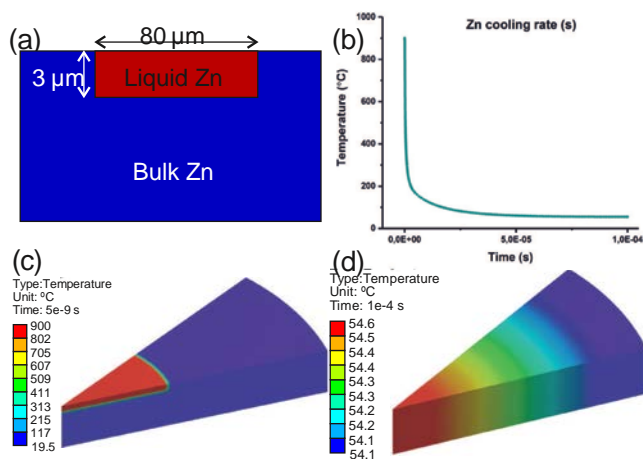 (a)
80 µm
3 µm
Liquid Zn
Bulk Zn
(b)
Zn cooling rate (s)
Temperature (°C)
1000
800
600
400
200
0
0,0E+00
5,0E-05
1,0E-04
Time (s)
(c)
Type:Temperature
Unit: ºC
Time: 5e-9 s
900
802
705
607
509
411
313
215
117
19.5
(d)
Type:Temperature
Unit: ºC
Time: 1e-4 s
54.6
54.5
54.4
54.4
54.3
54.3
54.2
54.2
54.1
54.1